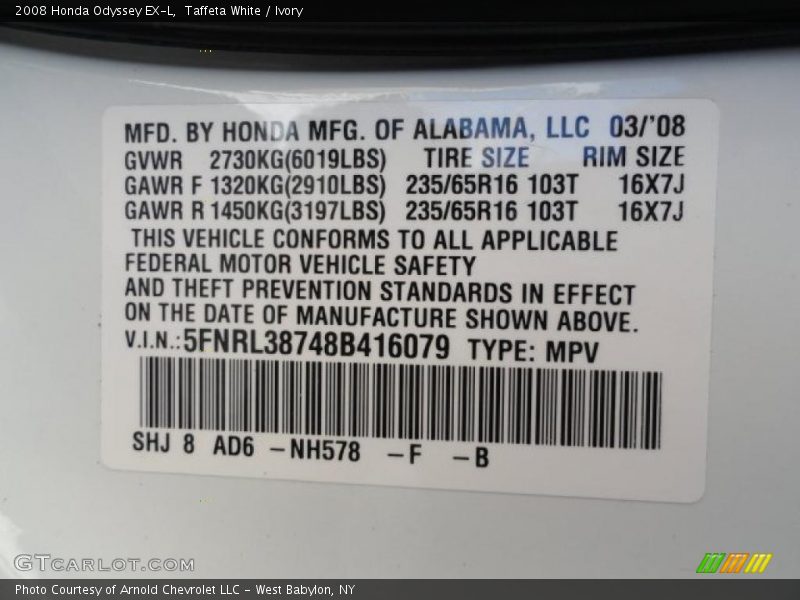 2008 Honda Odyssey EX-L, Taffeta White / Ivory
MFD. BY HONDA MFG. OF ALABAMA, LLC 03/'08
GVWR 2730KG(6019LBS) TIRE SIZE RIM SIZE
GAWR F 1320KG(2910LBS) 235/65R16 103T 16X7J
GAWR R 1450KG(3197LBS) 235/65R16 103T 16X7J
THIS VEHICLE CONFORMS TO ALL APPLICABLE
FEDERAL MOTOR VEHICLE SAFETY
AND THEFT PREVENTION STANDARDS IN EFFECT
ON THE DATE OF MANUFACTURE SHOWN ABOVE.
V.I.N.:5FNRL38748B416079 TYPE: MPV
SHJ 8 AD6 -NH578 -F -B
GTCARLOT.COM
Photo Courtesy of Arnold Chevrolet LLC - West Babylon, NY